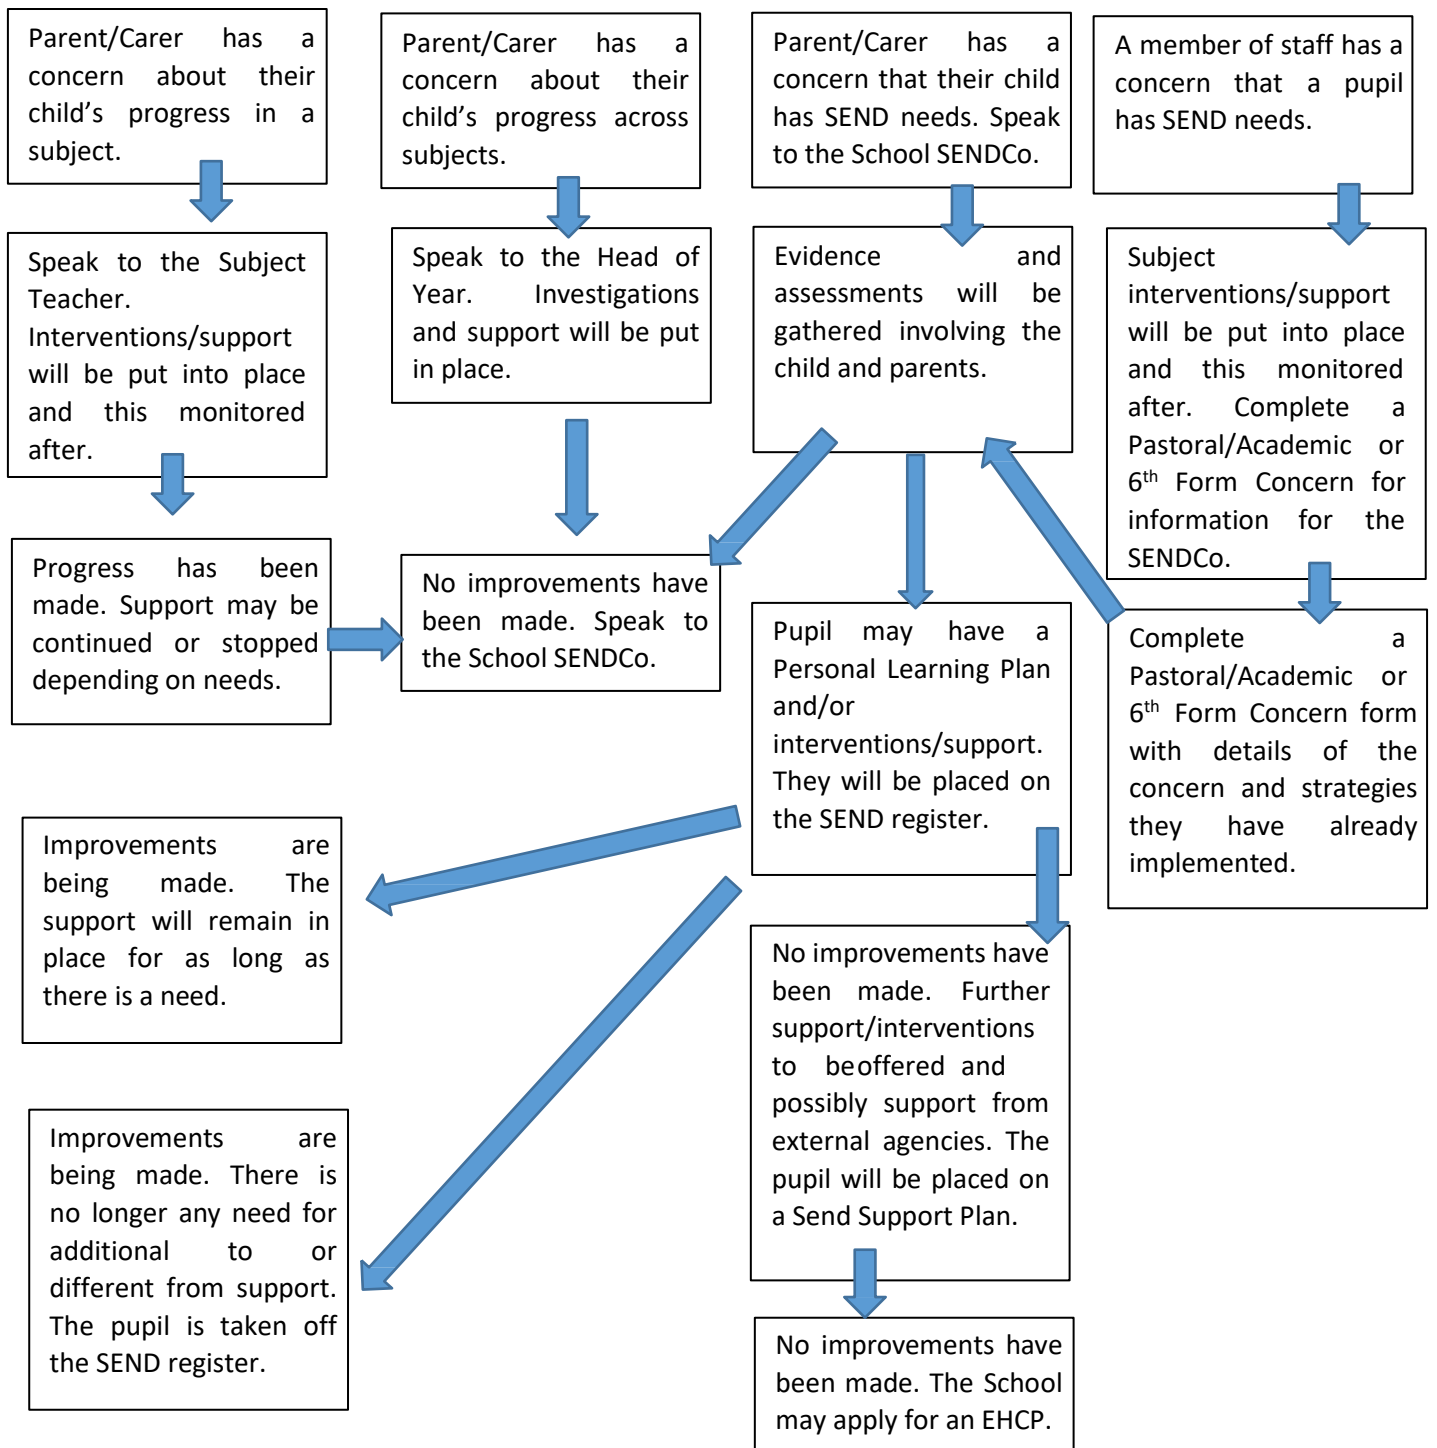 Parent/Carer has a
concern about their
child’s progress in a
subject.
Parent/Carer has a
concern about their
child’s progress across
subjects.
Parent/Carer has a
concern that their child
has SEND needs. Speak
to the School SENDCo.
A member of staff has a
concern that a pupil
has SEND needs.
Speak to the Subject
Teacher.
Interventions/support
will be put into place
and this monitored
after.
Speak to the Head of
Year. Investigations
and support will be put
in place.
Evidence and
assessments will be
gathered involving the
child and parents.
Subject
interventions/support
will be put into place
and this monitored
after. Complete a
Pastoral/Academic or
6th Form Concern for
information for the
SENDCo.
Progress has been
made. Support may be
continued or stopped
depending on needs.
No improvements have
been made. Speak to
the School SENDCo.
Pupil may have a
Personal Learning Plan
and/or
interventions/support.
They will be placed on
the SEND register.
Complete a
Pastoral/Academic or
6th Form Concern form
with details of the
concern and strategies
they have already
implemented.
Improvements are
being made. The
support will remain in
place for as long as
there is a need.
No improvements have
been made. Further
support/interventions
to beoffered and
possibly support from
external agencies. The
pupil will be placed on
a Send Support Plan.
Improvements are
being made. There is
no longer any need for
additional to or
different from support.
The pupil is taken off
the SEND register.
No improvements have
been made. The School
may apply for an EHCP.